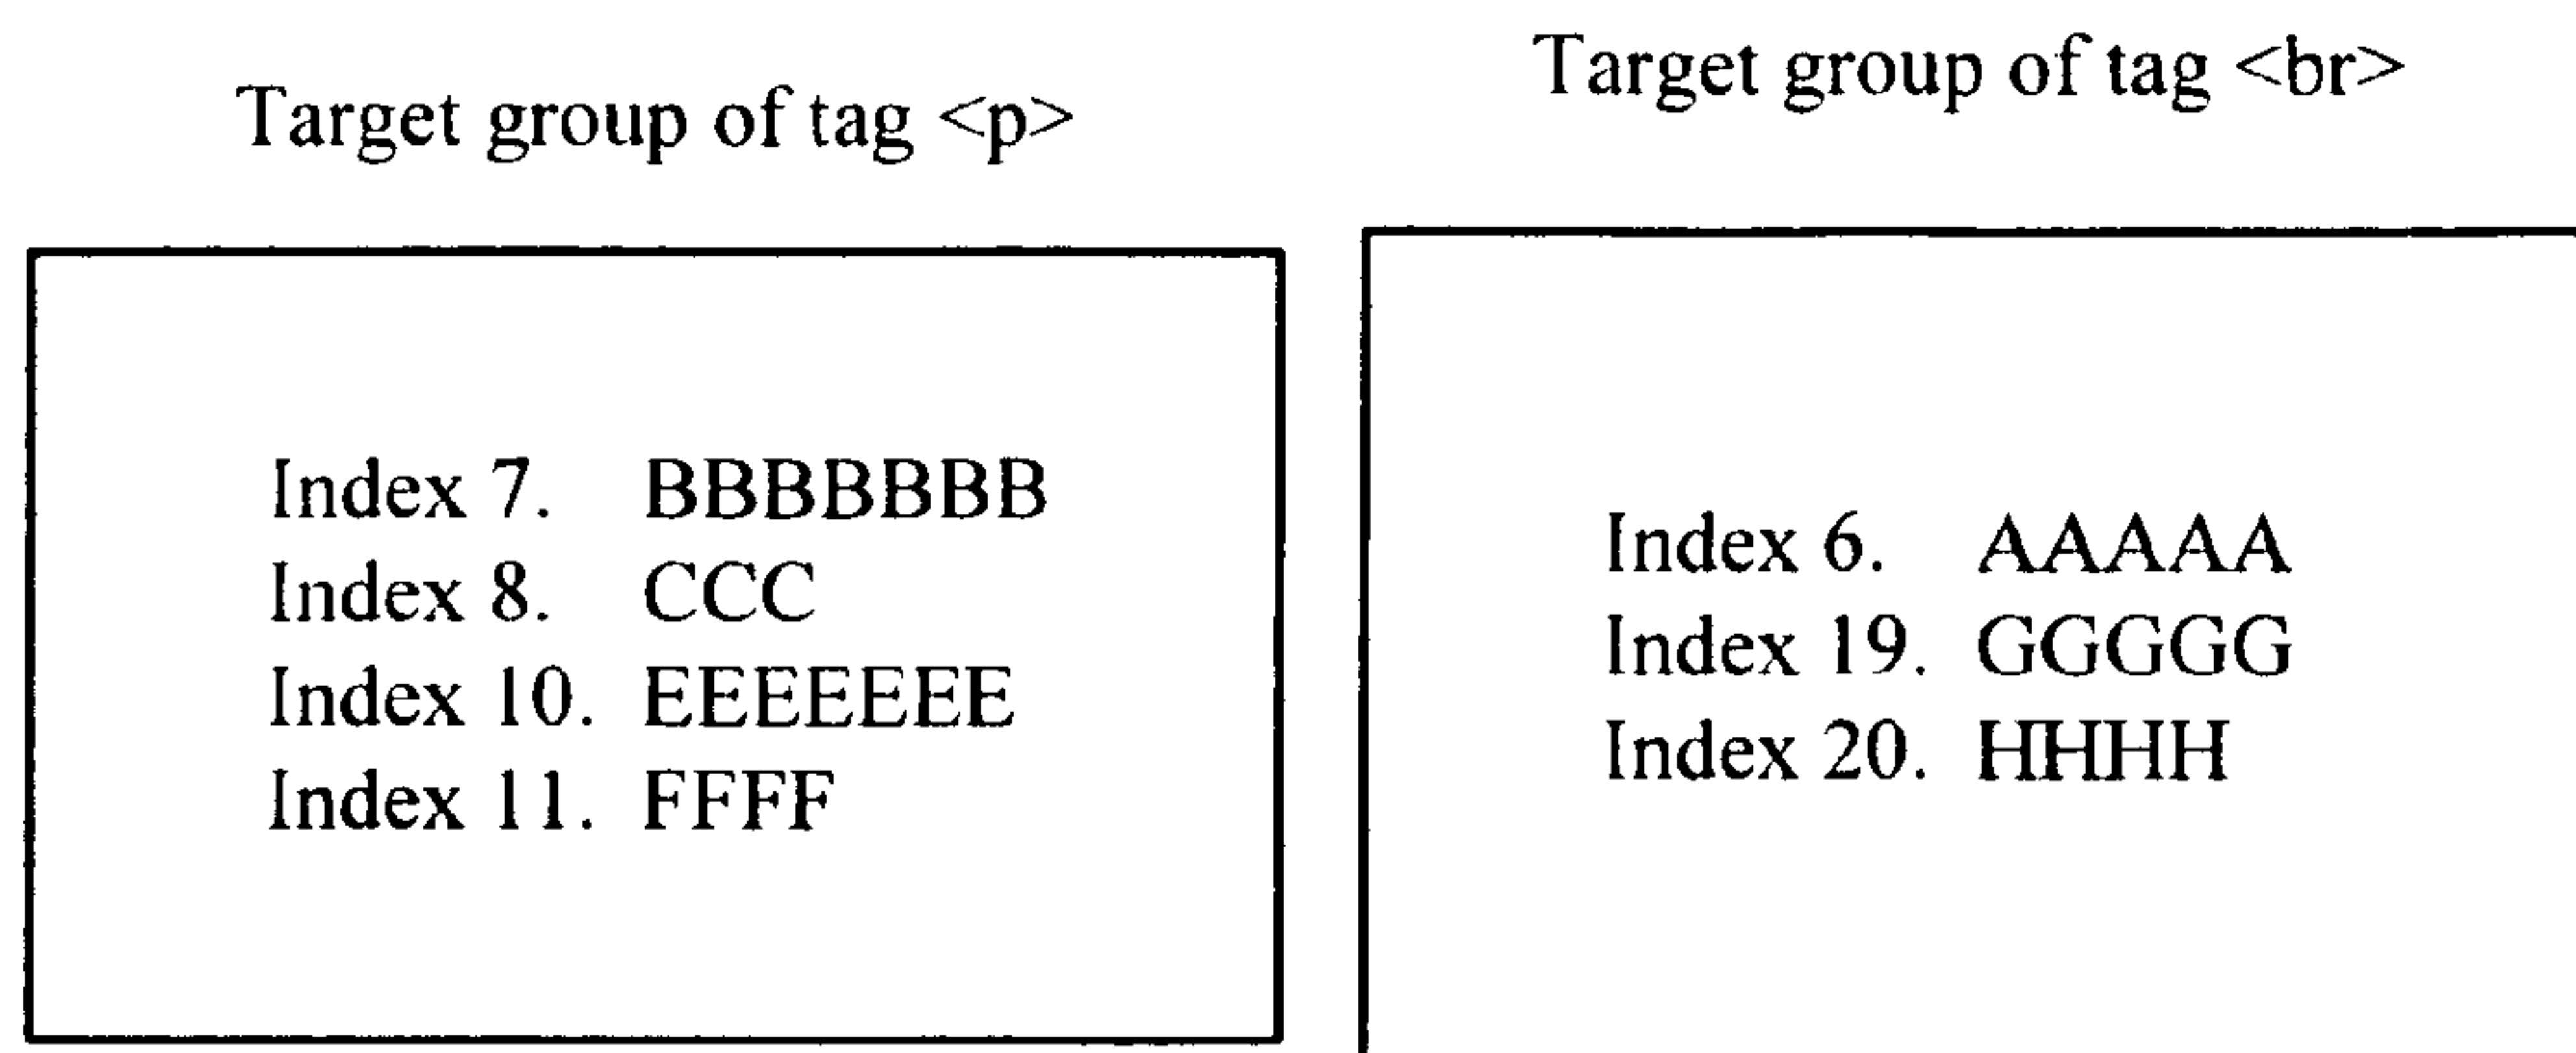 Target group of tag <p>
Index 7. BBBBBBB
Index 8. CCC
Index 10. EEEEEEE
Index 11. FFFF
Target group of tag <br>
Index 6. AAAAA
Index 19. GGGGG
Index 20. HHHH